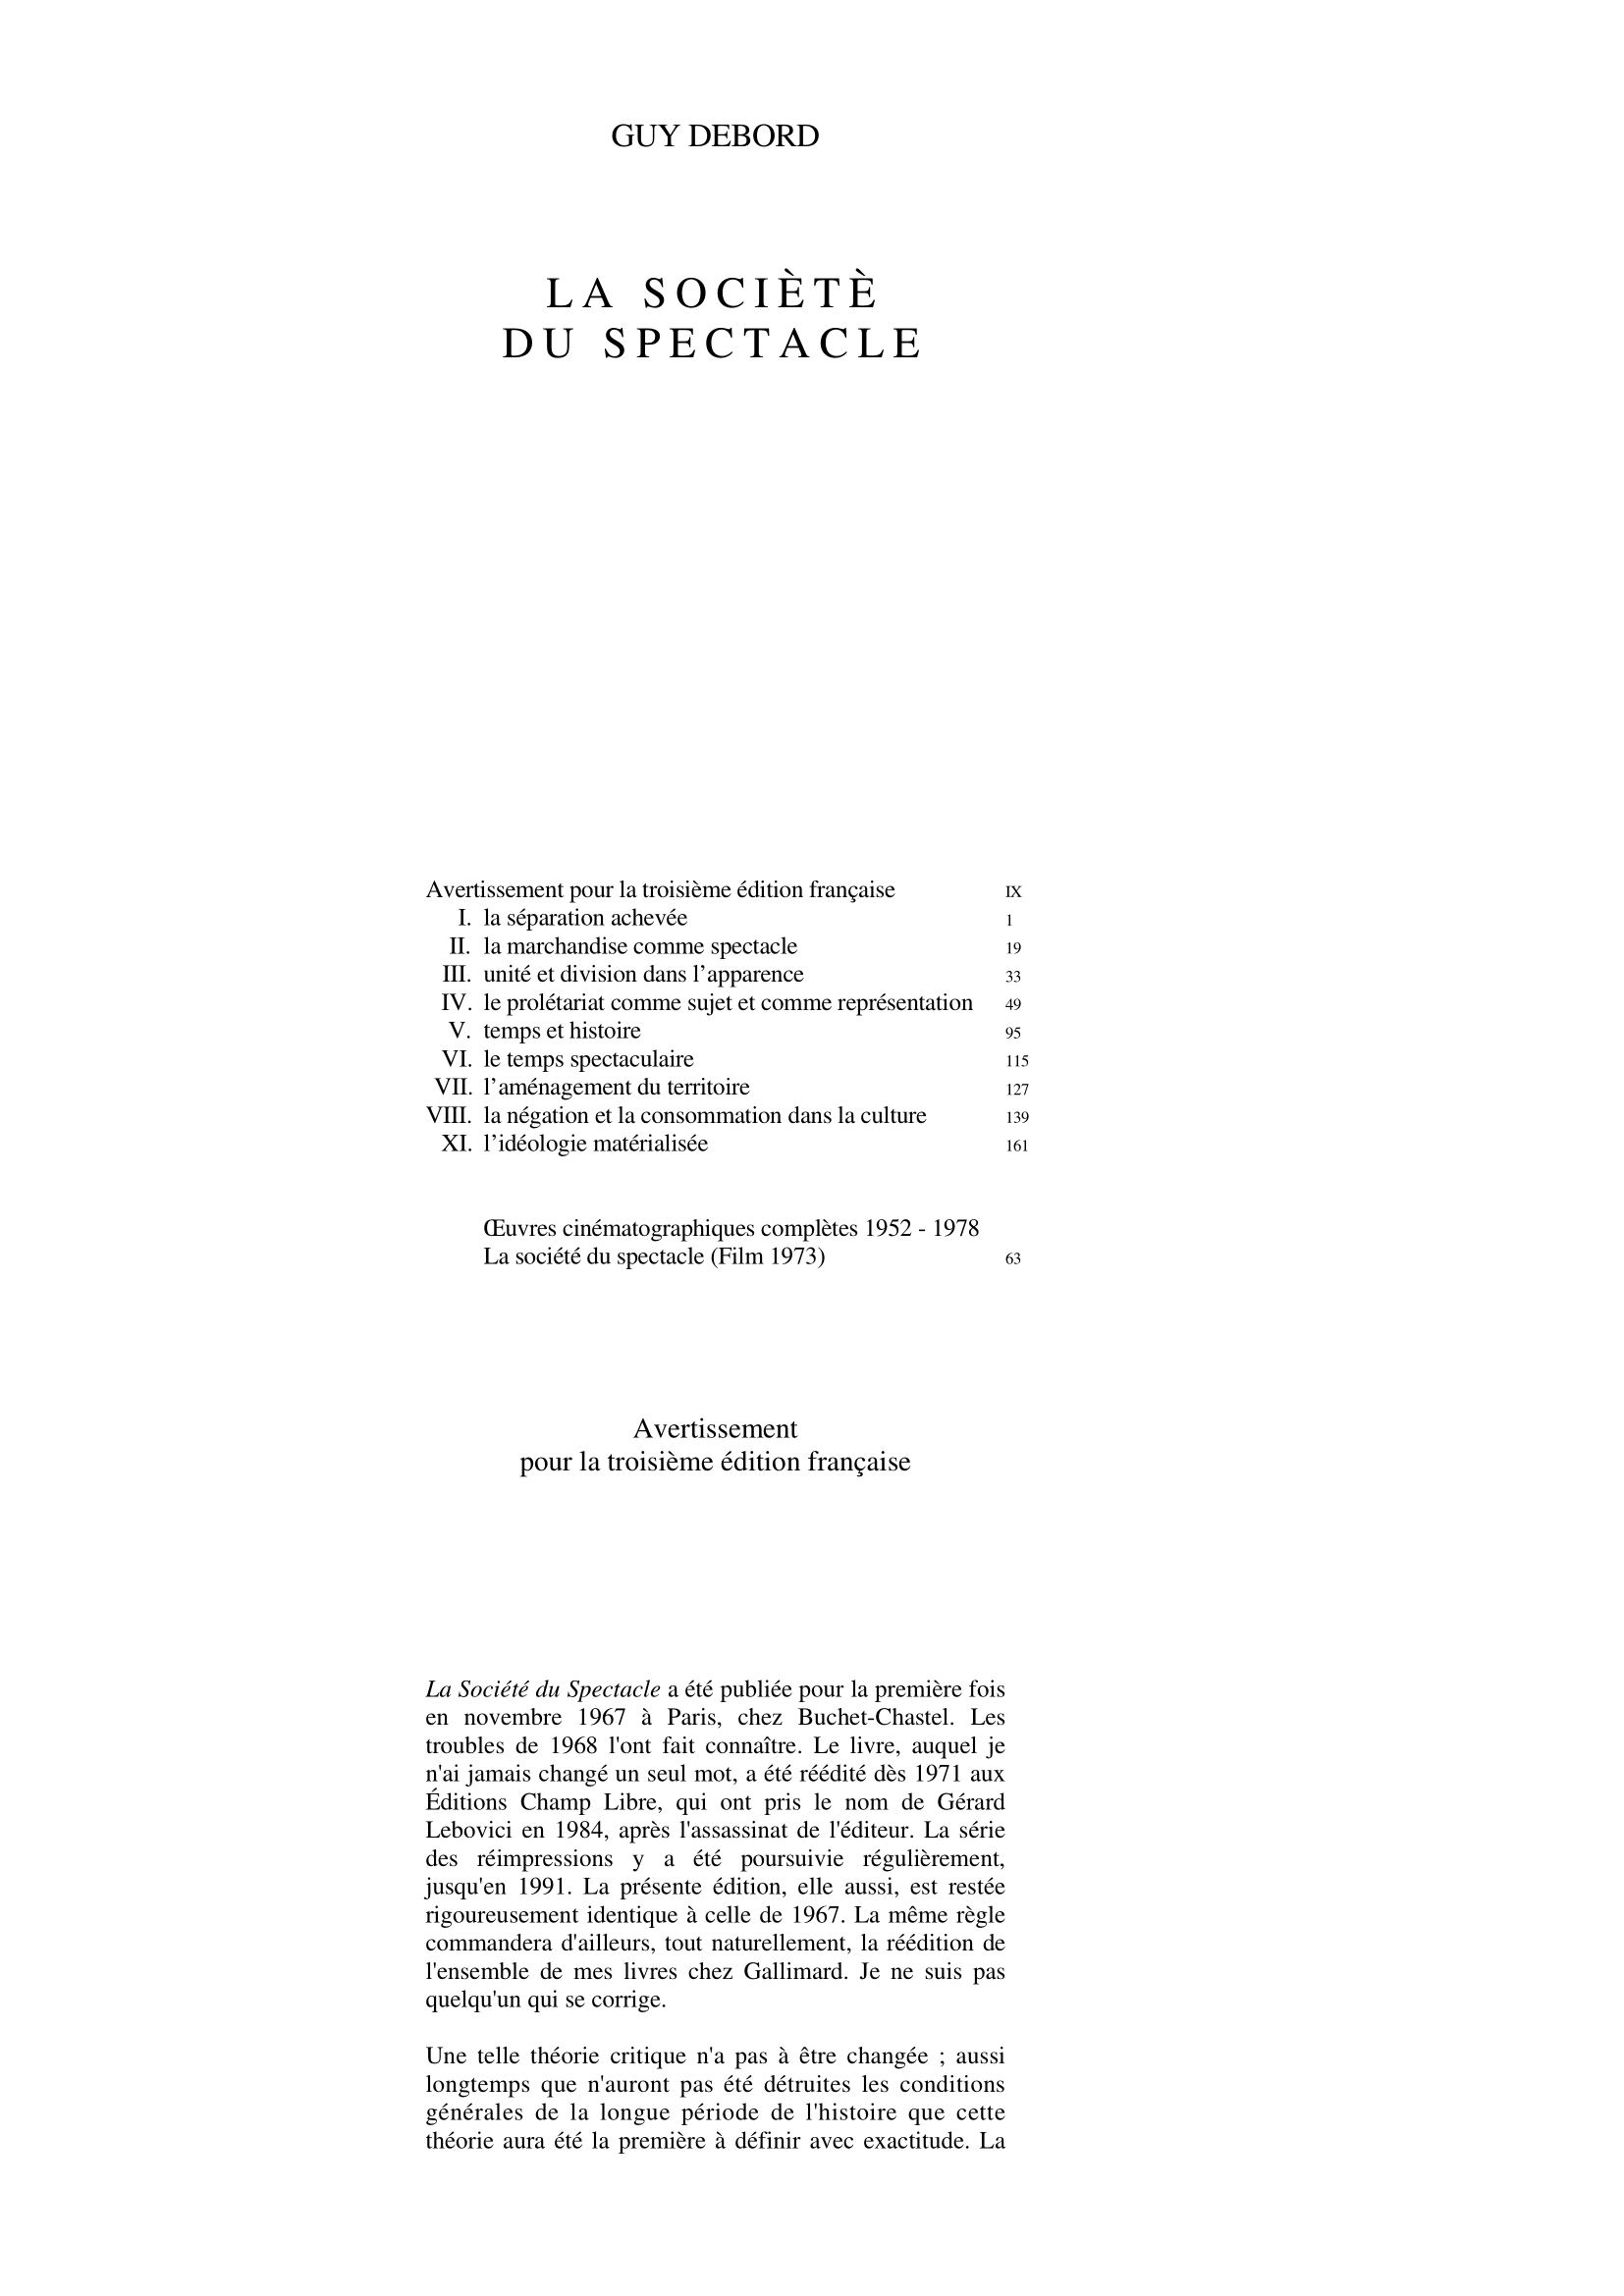 GUY DEBORD
LA SOCIÈTÈ
DU SPECTACLE
Avertissement pour la troisième édition française IX
I. la séparation achevée 1
II. la marchandise comme spectacle 19
III. unité et division dans l’apparence 33
IV. le prolétariat comme sujet et comme représentation 49
V. temps et histoire 95
VI. le temps spectaculaire 115
VII. l’aménagement du territoire 127
VIII. la négation et la consommation dans la culture 139
XI. l’idéologie matérialisée 161
Œuvres cinématographiques complètes 1952 - 1978
La société du spectacle (Film 1973) 63
Avertissement
pour la troisième édition française
La Société du Spectacle a été publiée pour la première fois
en novembre 1967 à Paris, chez Buchet-Chastel. Les
troubles de 1968 l'ont fait connaître. Le livre, auquel je
n'ai jamais changé un seul mot, a été réédité dès 1971 aux
Éditions Champ Libre, qui ont pris le nom de Gérard
Lebovici en 1984, après l'assassinat de l'éditeur. La série
des réimpressions y a été poursuivie régulièrement,
jusqu'en 1991. La présente édition, elle aussi, est restée
rigoureusement identique à celle de 1967. La même règle
commandera d'ailleurs, tout naturellement, la réédition de
l'ensemble de mes livres chez Gallimard. Je ne suis pas
quelqu'un qui se corrige.
Une telle théorie critique n'a pas à être changée ; aussi
longtemps que n'auront pas été détruites les conditions
générales de la longue période de l'histoire que cette
théorie aura été la première à définir avec exactitude. La